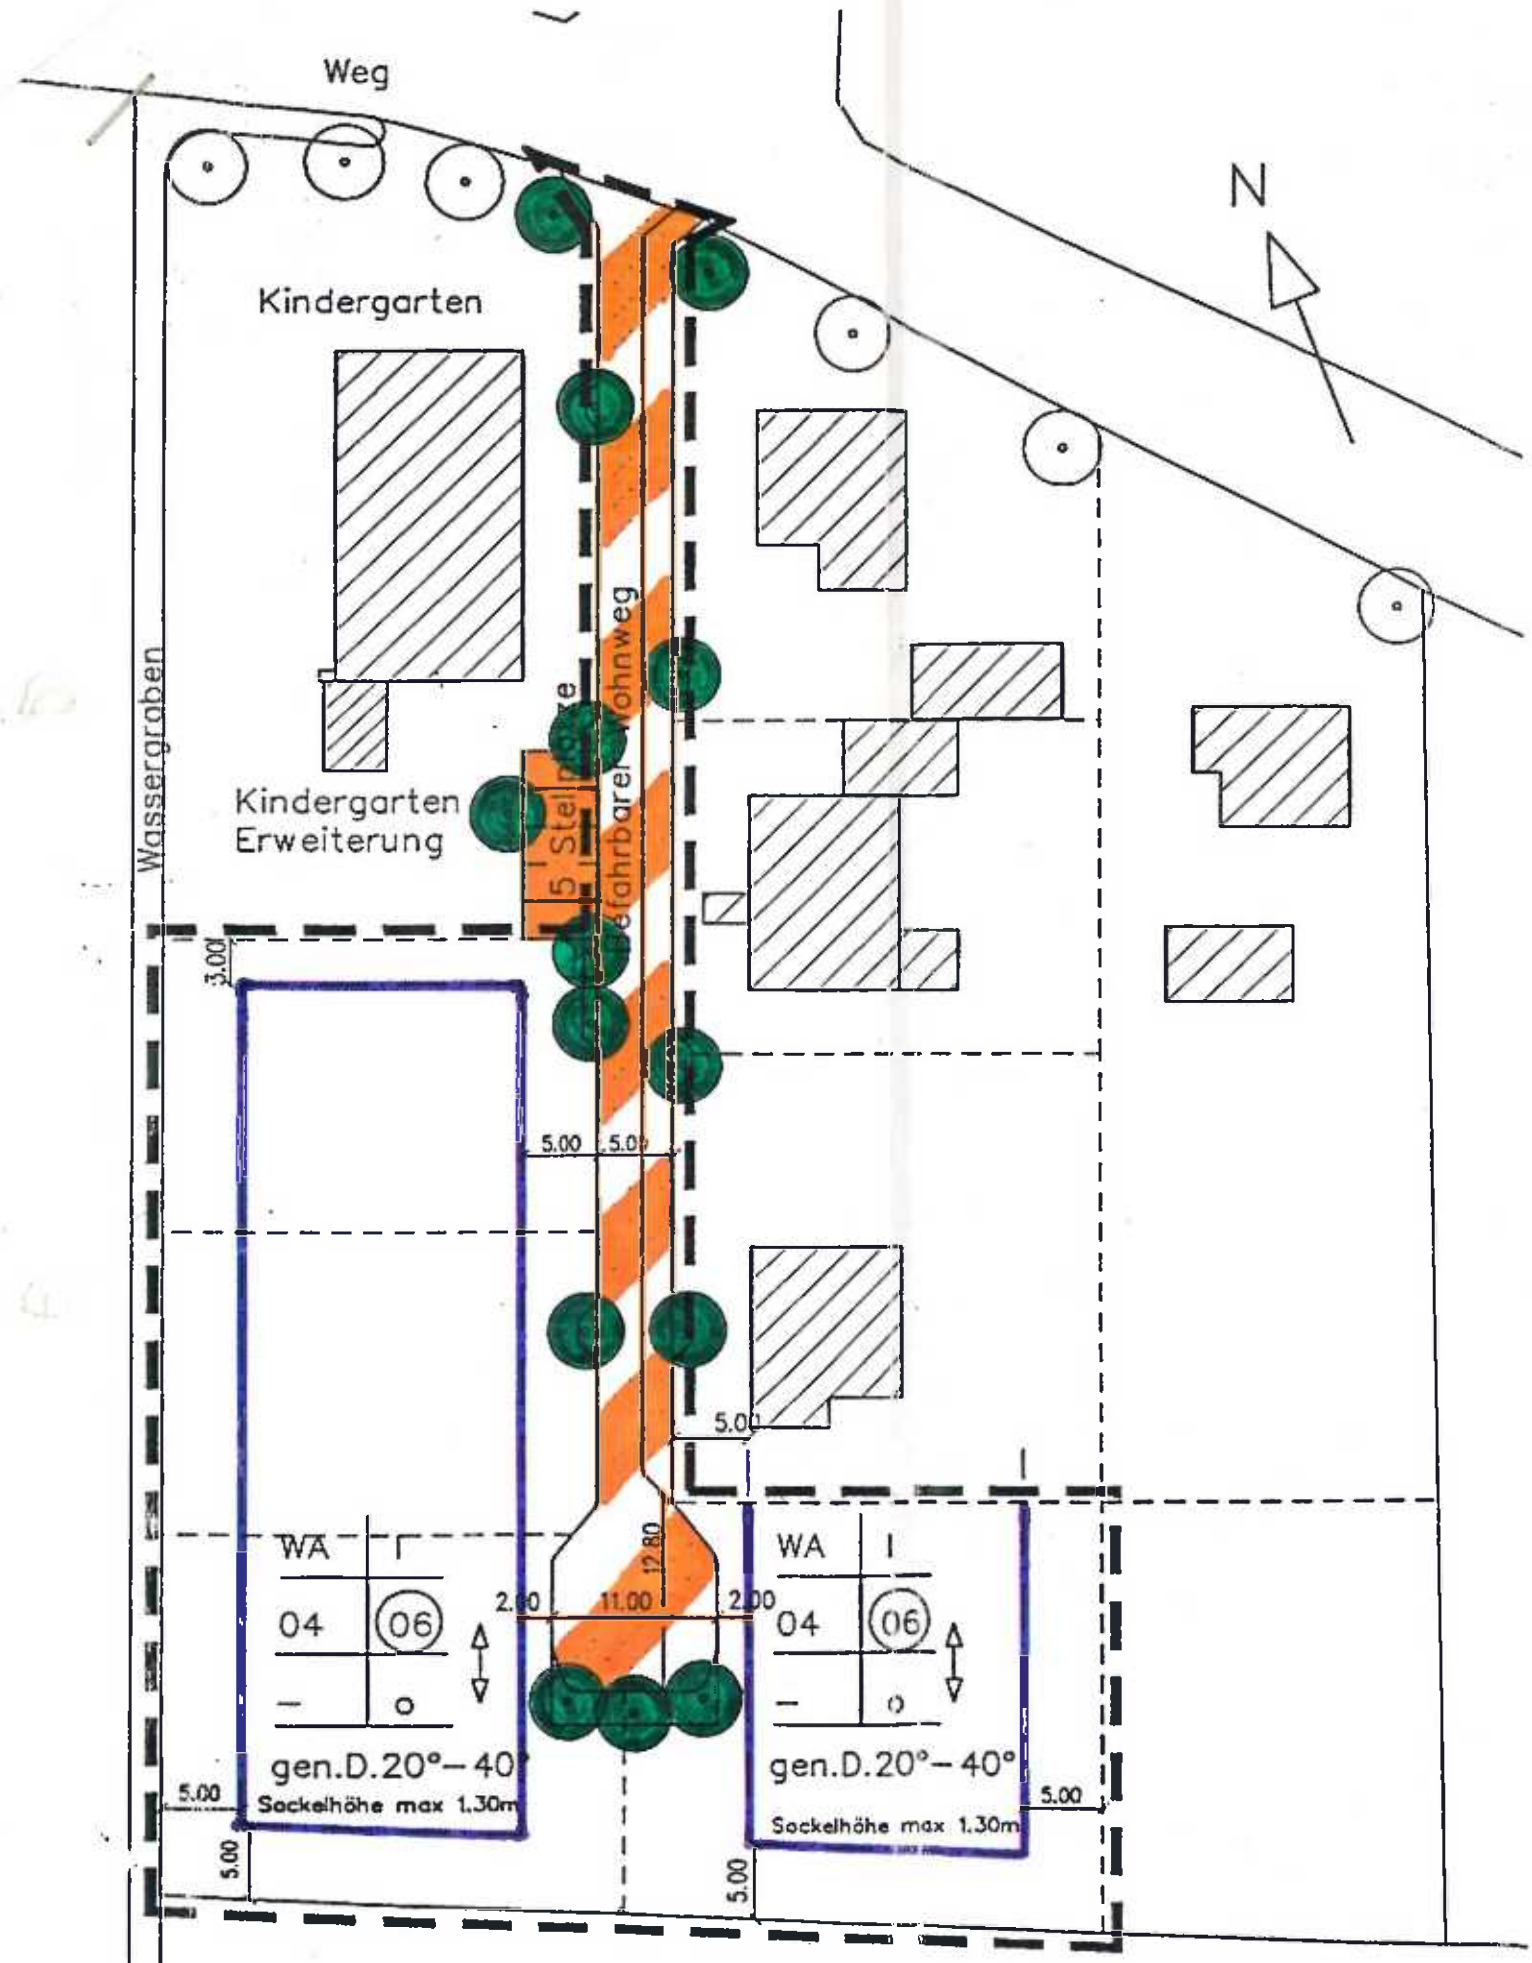 Weg
N
Kindergarten
Wassergraben
Befahrbarer Wohnweg
5 Stellplätze
Kindergarten
Erweiterung
3.00
5.00
5.00
5.00
12.80
WA I
04 06
– o
gen.D.20°–40°
Sockelhöhe max 1.30m
2.00
11.00
2.00
WA I
04 06
– o
gen.D.20°–40°
Sockelhöhe max 1.30m
5.00
5.00
5.00
5.00